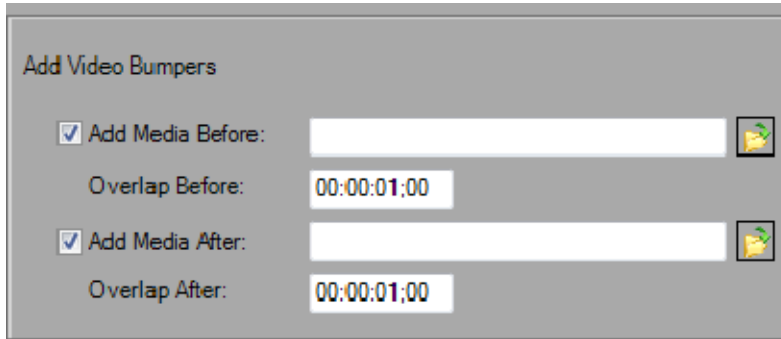 Add Video Bumpers
Add Media Before:
Overlap Before: 00:00:01;00
Add Media After:
Overlap After: 00:00:01;00